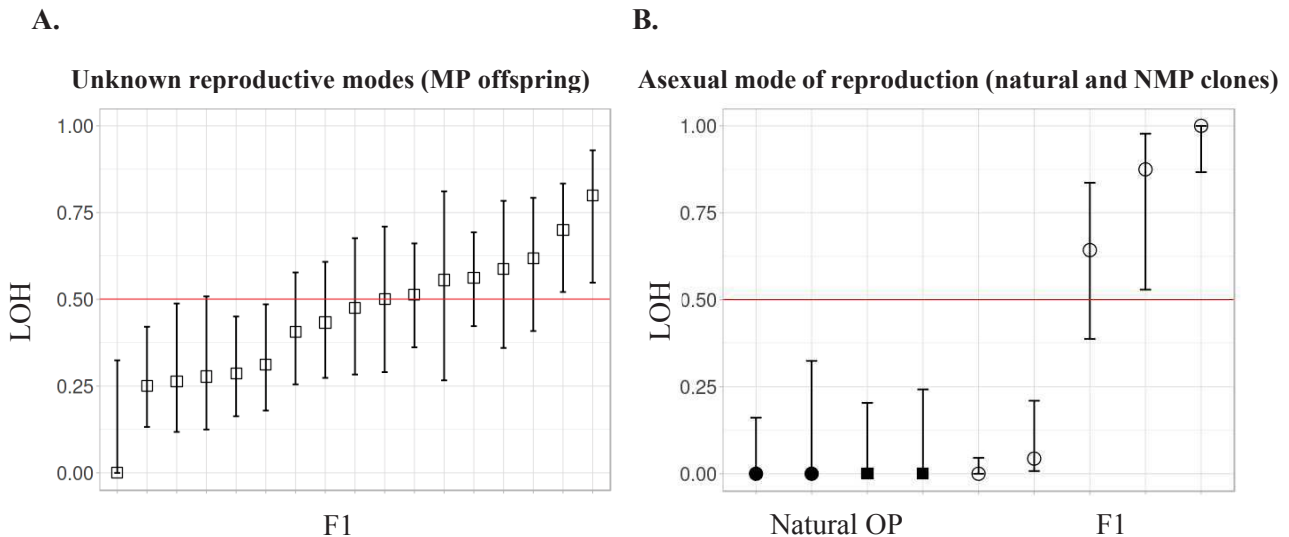 A.
Unknown reproductive modes (MP offspring)
1.00
0.75
0.50
0.25
0.00
LOH
F1
B.
Asexual mode of reproduction (natural and NMP clones)
1.00
0.75
0.50
0.25
0.00
LOH
Natural OP
F1